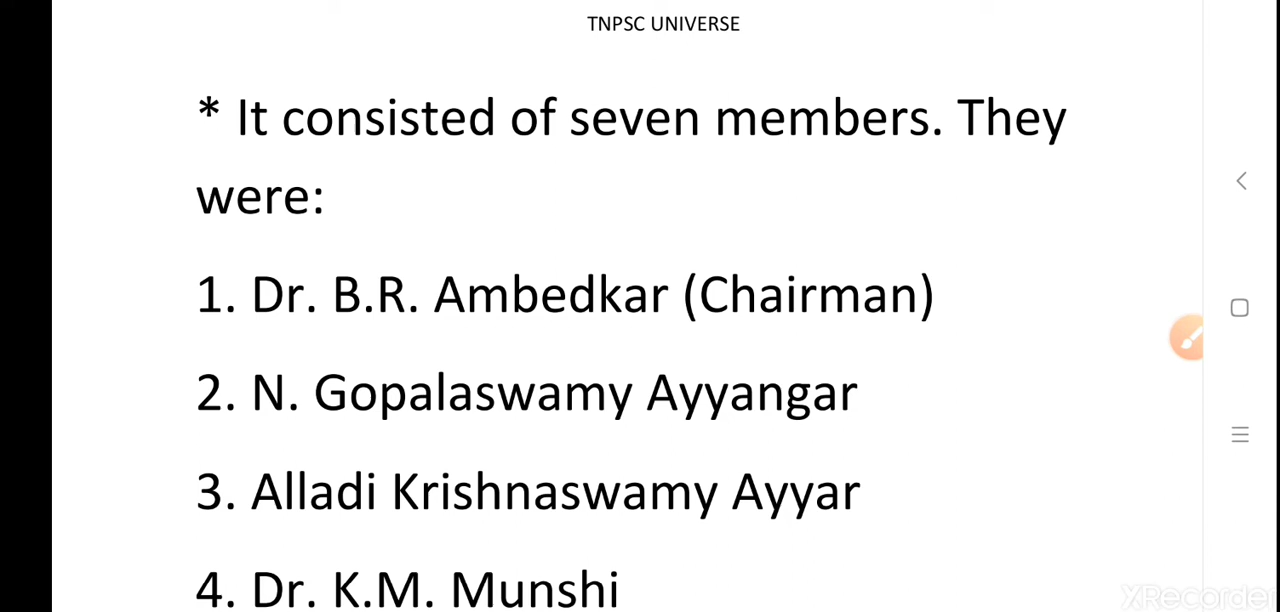 TNPSC UNIVERSE
* It consisted of seven members. They
were:
1. Dr. B.R. Ambedkar (Chairman)
2. N. Gopalaswamy Ayyangar
3. Alladi Krishnaswamy Ayyar
4. Dr. K.M. Munshi
XRecorder